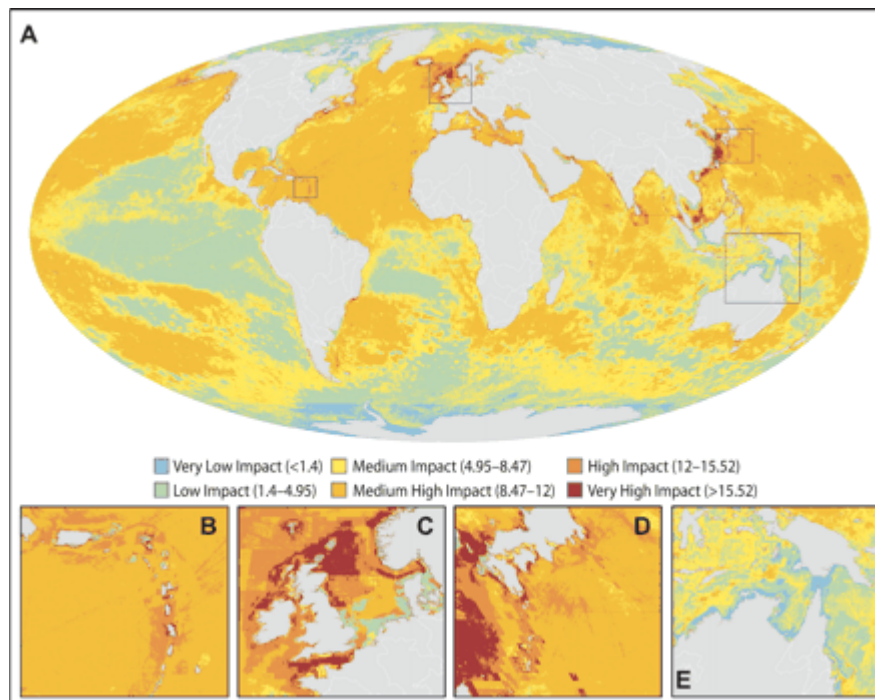 A
Very Low Impact (<1.4) Medium Impact (4.95–8.47) High Impact (12–15.52)
Low Impact (1.4–4.95) Medium High Impact (8.47–12) Very High Impact (>15.52)
B
C
D
E